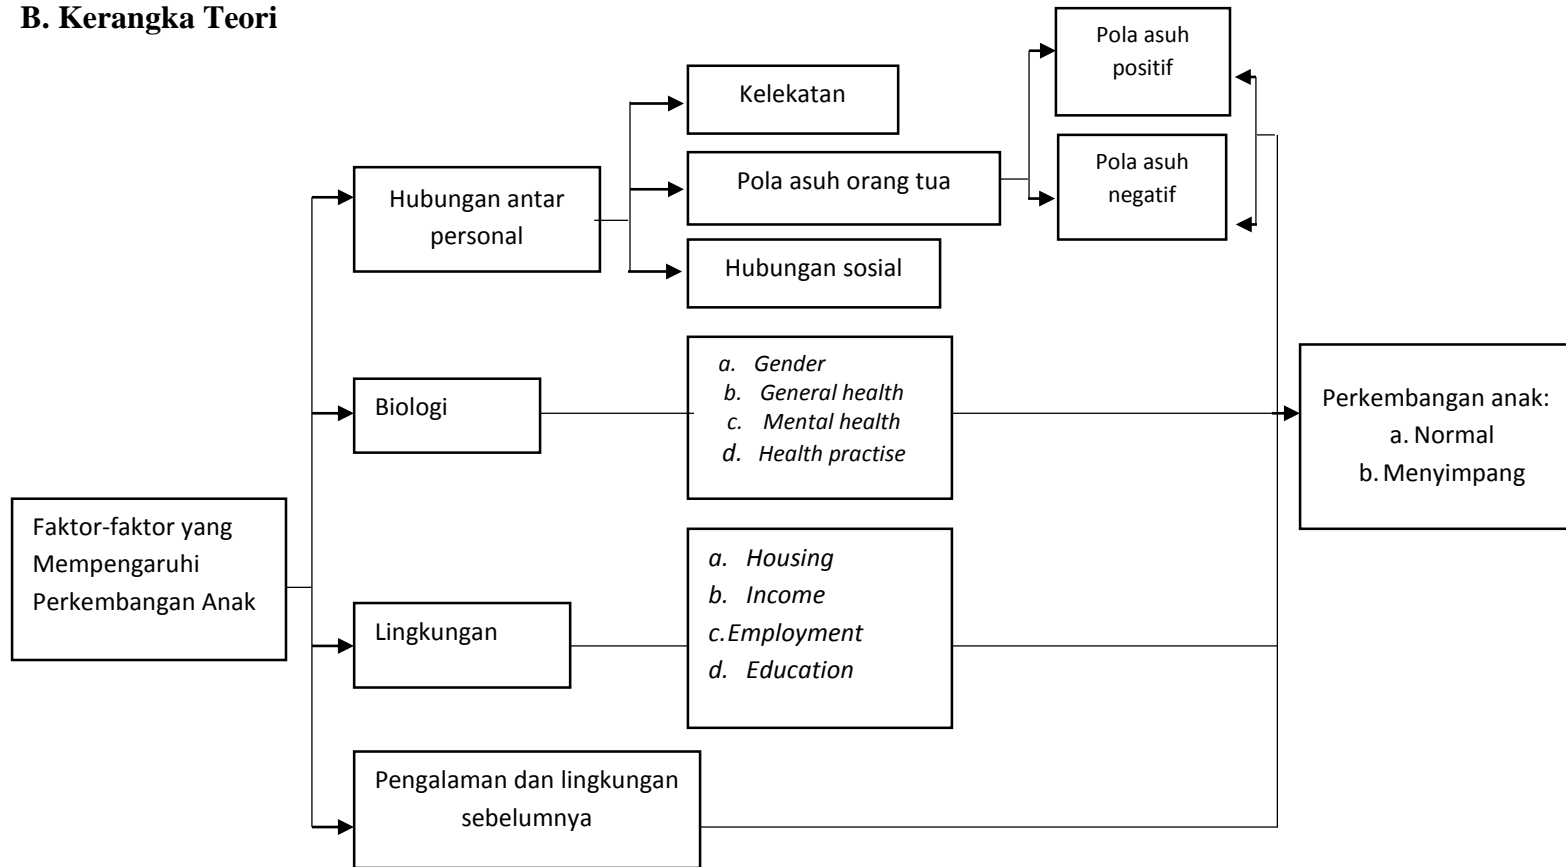 B. Kerangka Teori
Pola asuh
positif
Kelekatan
Pola asuh orang tua
Pola asuh
negatif
Hubungan antar
personal
Hubungan sosial
a. Gender
b. General health
c. Mental health
d. Health practise
Biologi
Perkembangan anak:
a. Normal
b. Menyimpang
Faktor-faktor yang
Mempengaruhi
Perkembangan Anak
a. Housing
b. Income
c.Employment
d. Education
Lingkungan
Pengalaman dan lingkungan
sebelumnya